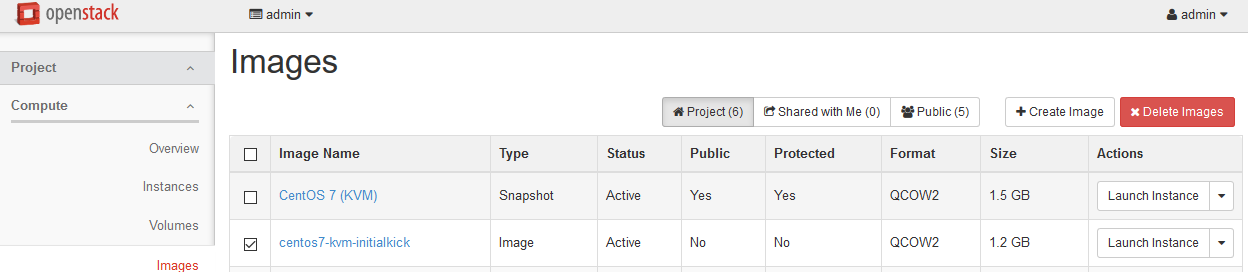 openstack
admin
admin
Project
Compute
Overview
Instances
Volumes
Images
Images
Project (6) Shared with Me (0) Public (5) Create Image Delete Images
Image Name Type Status Public Protected Format Size Actions
CentOS 7 (KVM) Snapshot Active Yes Yes QCOW2 1.5 GB Launch Instance
centos7-kvm-initialkick Image Active No No QCOW2 1.2 GB Launch Instance